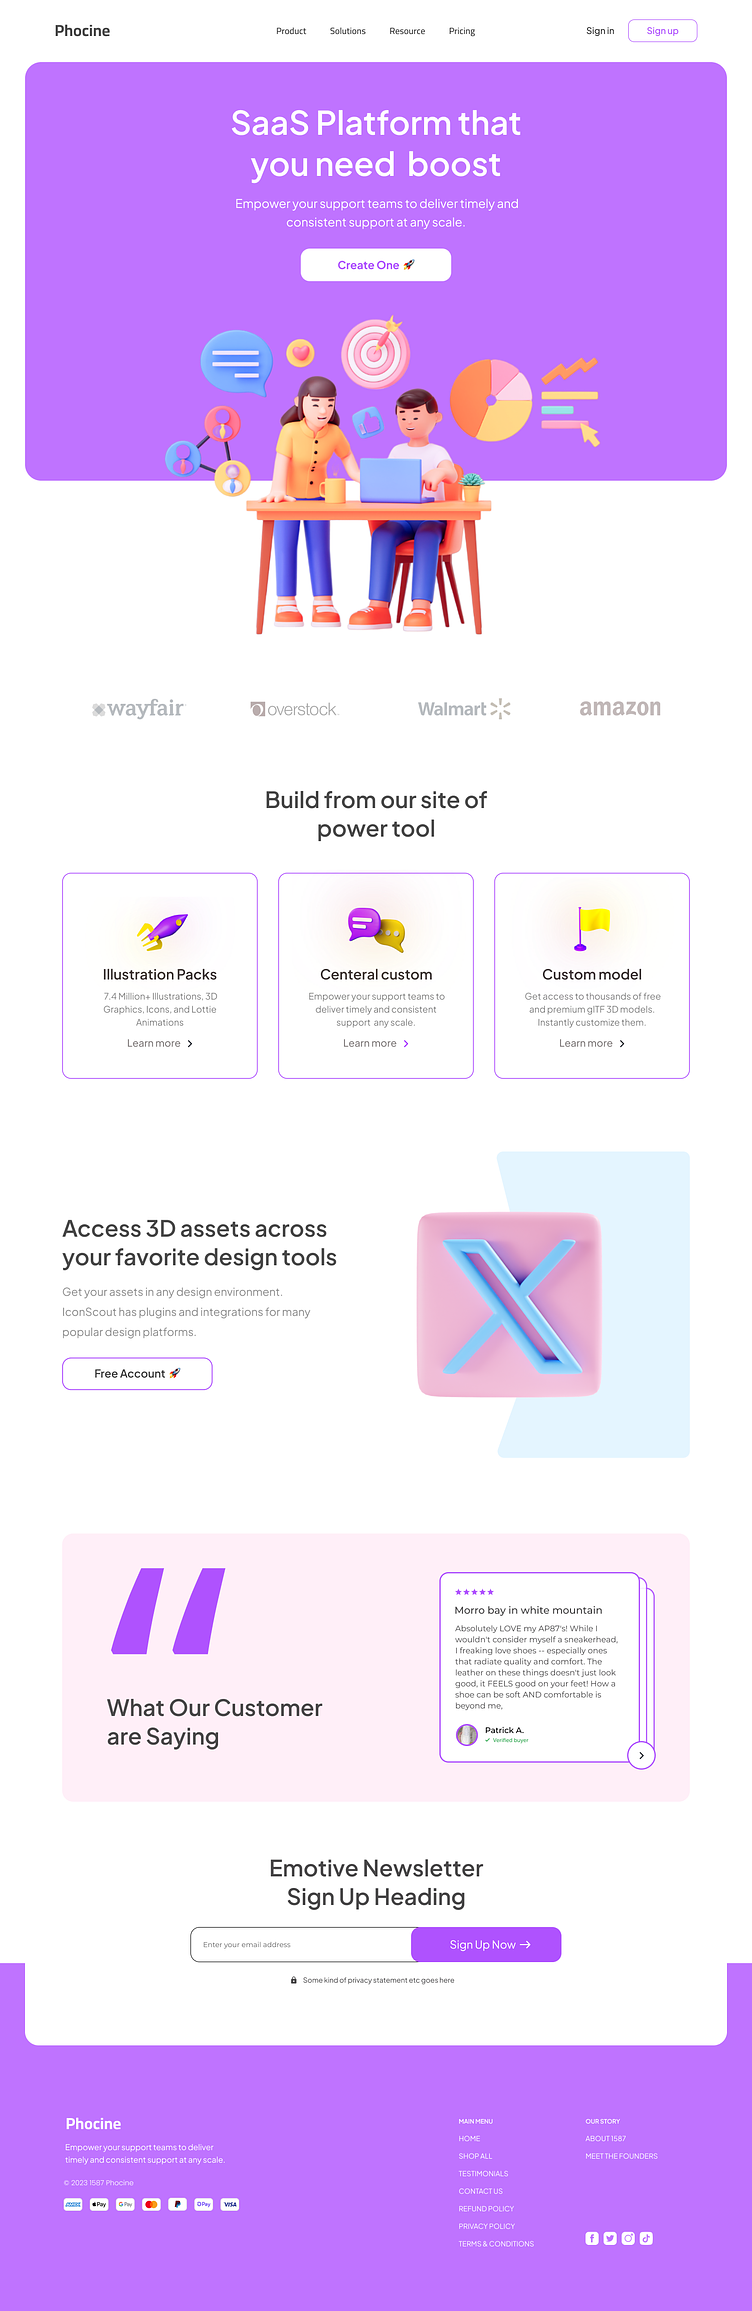 Phocine
Product
Solutions
Resource
Pricing
Sign in
Sign up
SaaS Platform that
you need boost
Empower your support teams to deliver timely and
consistent support at any scale.
Create One
wayfair
overstock.
Walmart
amazon
Build from our site of
power tool
Illustration Packs
7.4 Million+ Illustrations, 3D
Graphics, Icons, and Lottie
Animations
Learn more
Centeral custom
Empower your support teams to
deliver timely and consistent
support any scale.
Learn more
Custom model
Get access to thousands of free
and premium glTF 3D models.
Instantly customize them.
Learn more
Access 3D assets across
your favorite design tools
Get your assets in any design environment.
IconScout has plugins and integrations for many
popular design platforms.
Free Account
What Our Customer
are Saying
Morro bay in white mountain
Absolutely LOVE my AP87's! While I
wouldn't consider myself a sneakerhead,
I freaking love shoes -- especially ones
that radiate quality and comfort. The
leather on these things doesn't just look
good, it FEELS good on your feet! How a
shoe can be soft AND comfortable is
beyond me,
Patrick A.
Verified buyer
Emotive Newsletter
Sign Up Heading
Enter your email address
Sign Up Now
Some kind of privacy statement etc goes here
Phocine
Empower your support teams to deliver
timely and consistent support at any scale.
© 2023 1587 Phocine
Pay
G Pay
Pay
VISA
MAIN MENU
HOME
SHOP ALL
TESTIMONIALS
CONTACT US
REFUND POLICY
PRIVACY POLICY
TERMS & CONDITIONS
OUR STORY
ABOUT 1587
MEET THE FOUNDERS